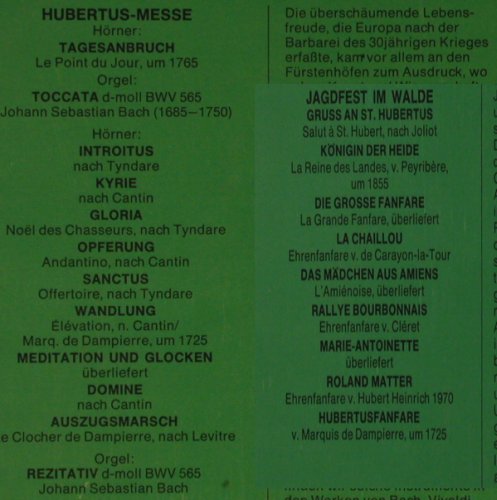 HUBERTUS-MESSE
Hörner:
TAGESANBRUCH
Le Point du Jour, um 1765
Orgel:
TOCCATA d-moll BWV 565
Johann Sebastian Bach (1685–1750)
Hörner:
INTROITUS
nach Tyndare
KYRIE
nach Cantin
GLORIA
Noël des Chasseurs, nach Tyndare
OPFERUNG
Andantino, nach Cantin
SANCTUS
Offertoire, nach Tyndare
WANDLUNG
Élévation, n. Cantin/
Marq. de Dampierre, um 1725
MEDITATION UND GLOCKEN
überliefert
DOMINE
nach Cantin
AUSZUGSMARSCH
e Clocher de Dampierre, nach Levitre
Orgel:
REZITATIV d-moll BWV 565
Johann Sebastian Bach
Die überschäumende Lebens-
freude, die Europa nach der
Barbarei des 30jährigen Krieges
erfaßte, kam vor allem an den
Fürstenhöfen zum Ausdruck, wo
JAGDFEST IM WALDE
GRUSS AN ST. HUBERTUS
Salut à St. Hubert, nach Jolliot
KÖNIGIN DER HEIDE
La Reine des Landes, v. Peyribère,
um 1855
DIE GROSSE FANFARE
La Grande Fanfare, überliefert
LA CHAILLOU
Ehrenfanfare v. de Carayon-la-Tour
DAS MÄDCHEN AUS AMIENS
L'Amiénoise, überliefert
RALLYE BOURBONNAIS
Ehrenfanfare v. Cléret
MARIE-ANTOINETTE
überliefert
ROLAND MATTER
Ehrenfanfare v. Hubert Heinrich 1970
HUBERTUSFANFARE
v. Marquis de Dampierre, um 1725